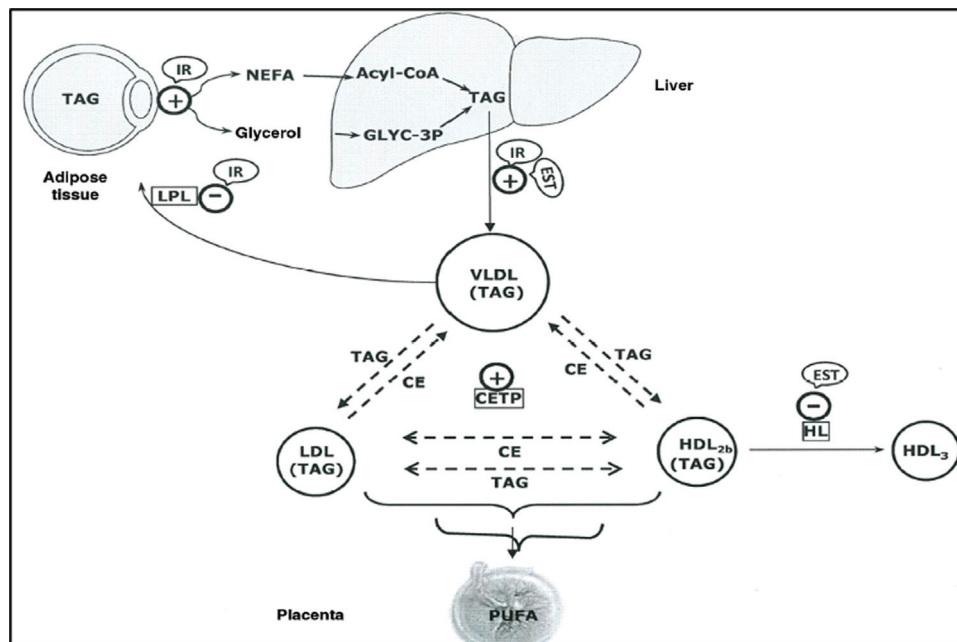 IR
TAG
+
NEFA
Acyl-CoA
TAG
Liver
Glycerol
GLYC-3P
Adipose
tissue
IR
LPL
−
IR
+
EST
VLDL
(TAG)
TAG
CE
TAG
CE
+
CETP
EST
−
HL
LDL
(TAG)
CE
TAG
HDL2b
(TAG)
HDL3
Placenta
PUFA